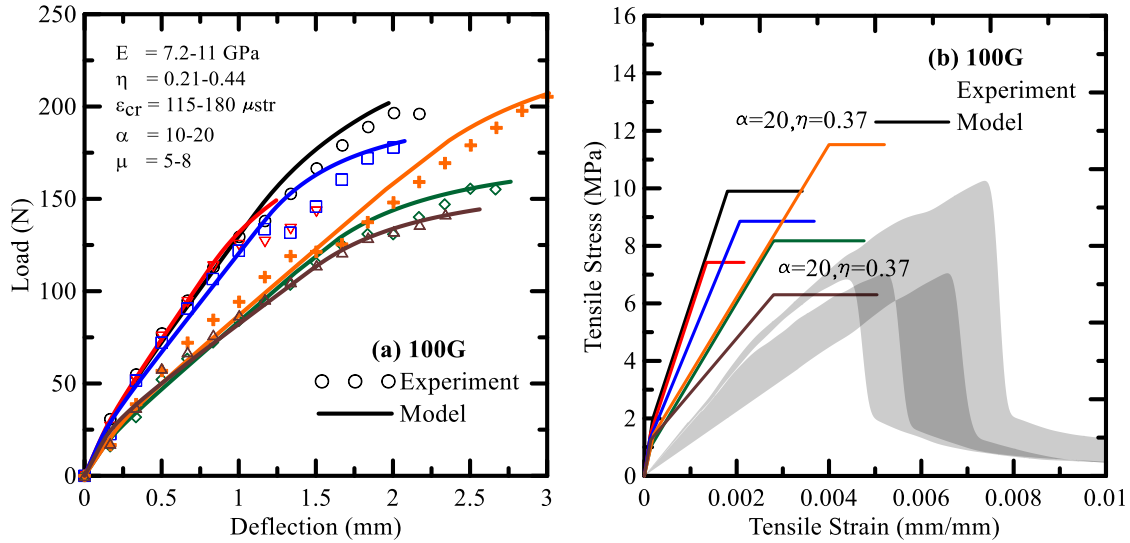 250
200
150
100
50
0
Load (N)
E = 7.2-11 GPa
η = 0.21-0.44
εcr = 115-180 μstr
α = 10-20
μ = 5-8
(a) 100G
Experiment
Model
0 0.5 1 1.5 2 2.5 3
Deflection (mm)
16
14
12
10
8
6
4
2
0
Tensile Stress (MPa)
(b) 100G
Experiment
Model
α=20,η=0.37
α=20,η=0.37
0 0.002 0.004 0.006 0.008 0.01
Tensile Strain (mm/mm)